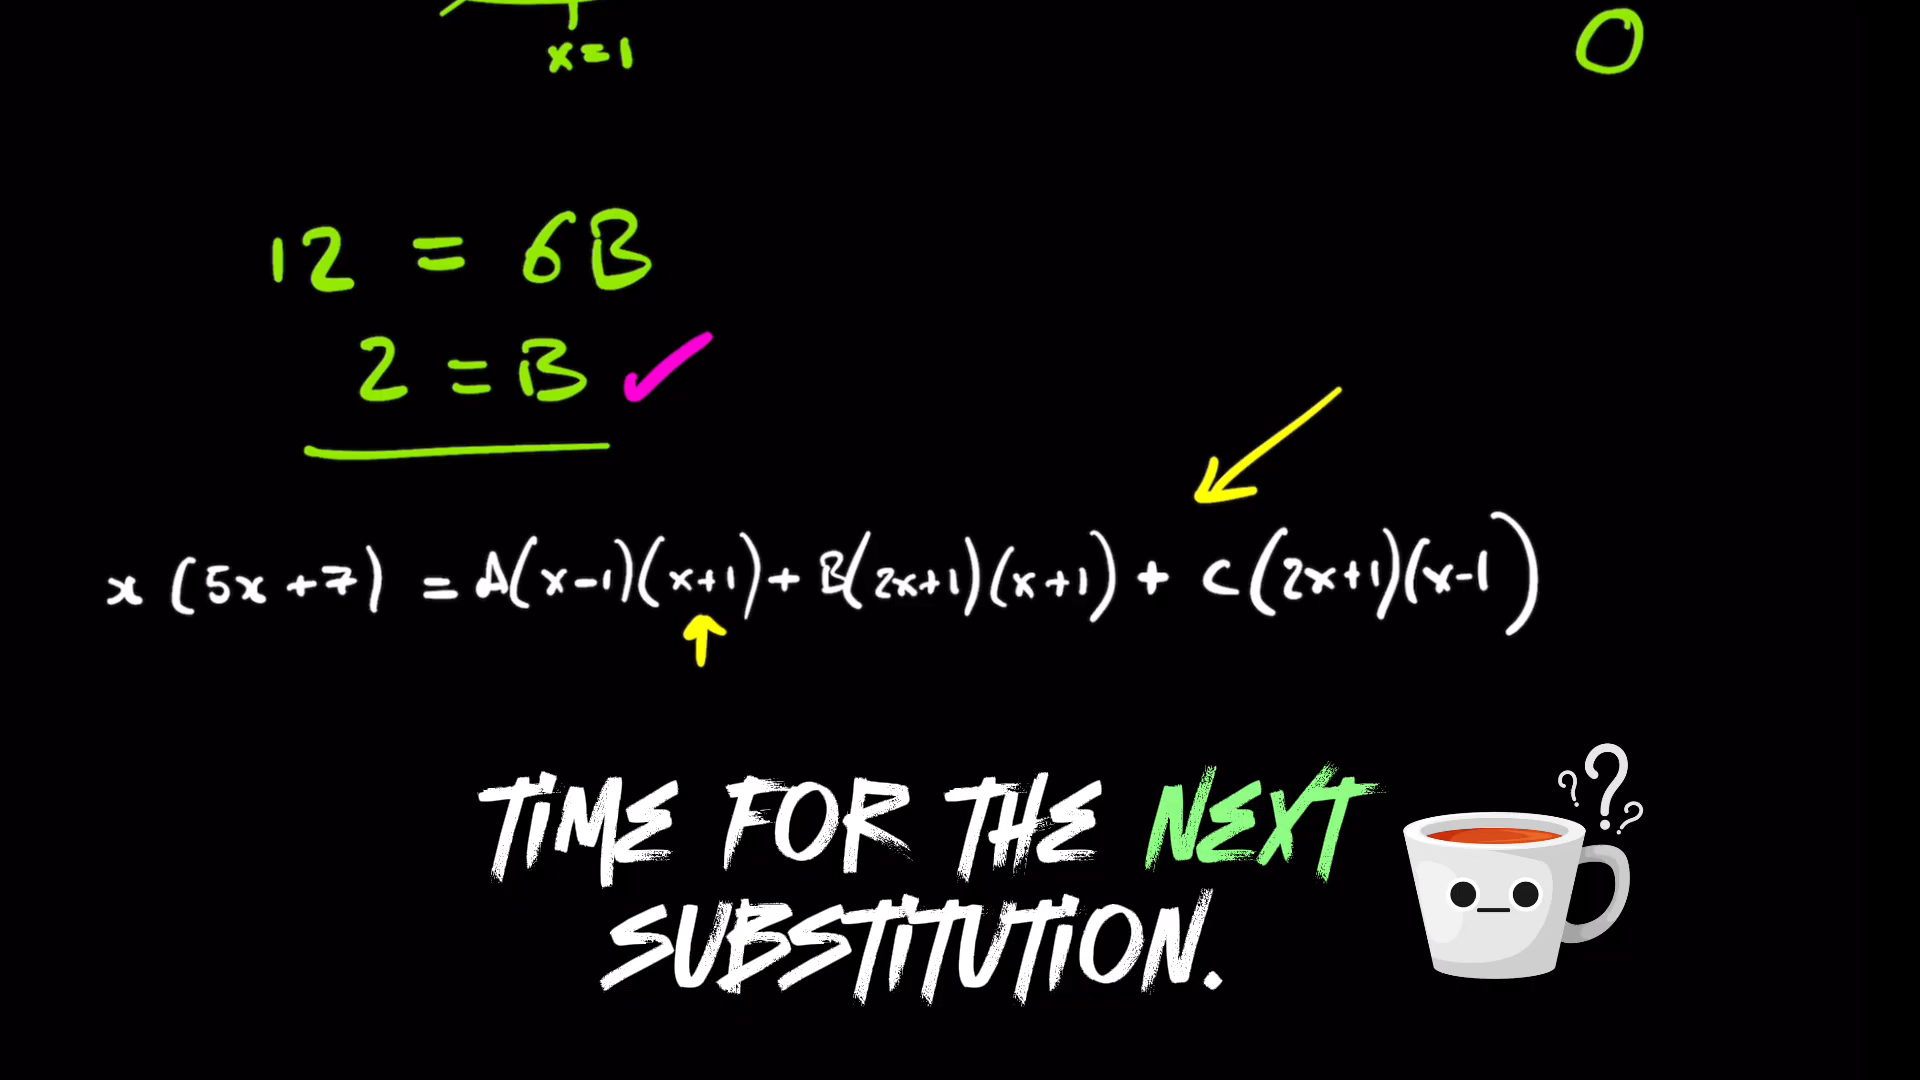 x=1
0
12 = 6B
2 = B
x(5x+7) = A(x-1)(x+1)+B(2x+1)(x+1)+C(2x+1)(x-1)
TIME FOR THE NEXT
SUBSTITUTION.
???